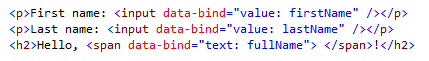 <p>First name: <input data-bind="value: firstName" /></p>
<p>Last name: <input data-bind="value: lastName" /></p>
<h2>Hello, <span data-bind="text: fullName"> </span>!</h2>